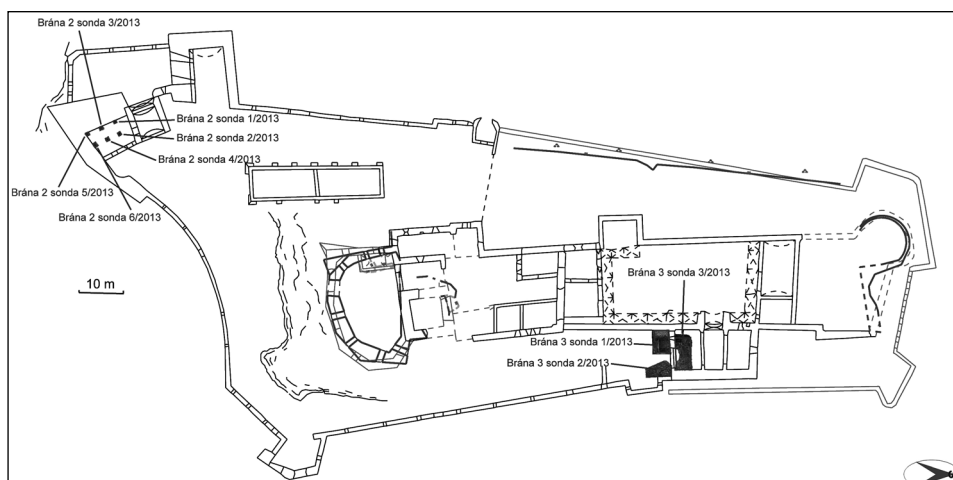 Brána 2 sonda 3/2013
Brána 2 sonda 1/2013
Brána 2 sonda 2/2013
Brána 2 sonda 4/2013
Brána 2 sonda 5/2013
Brána 2 sonda 6/2013
10 m
Brána 3 sonda 3/2013
Brána 3 sonda 1/2013
Brána 3 sonda 2/2013